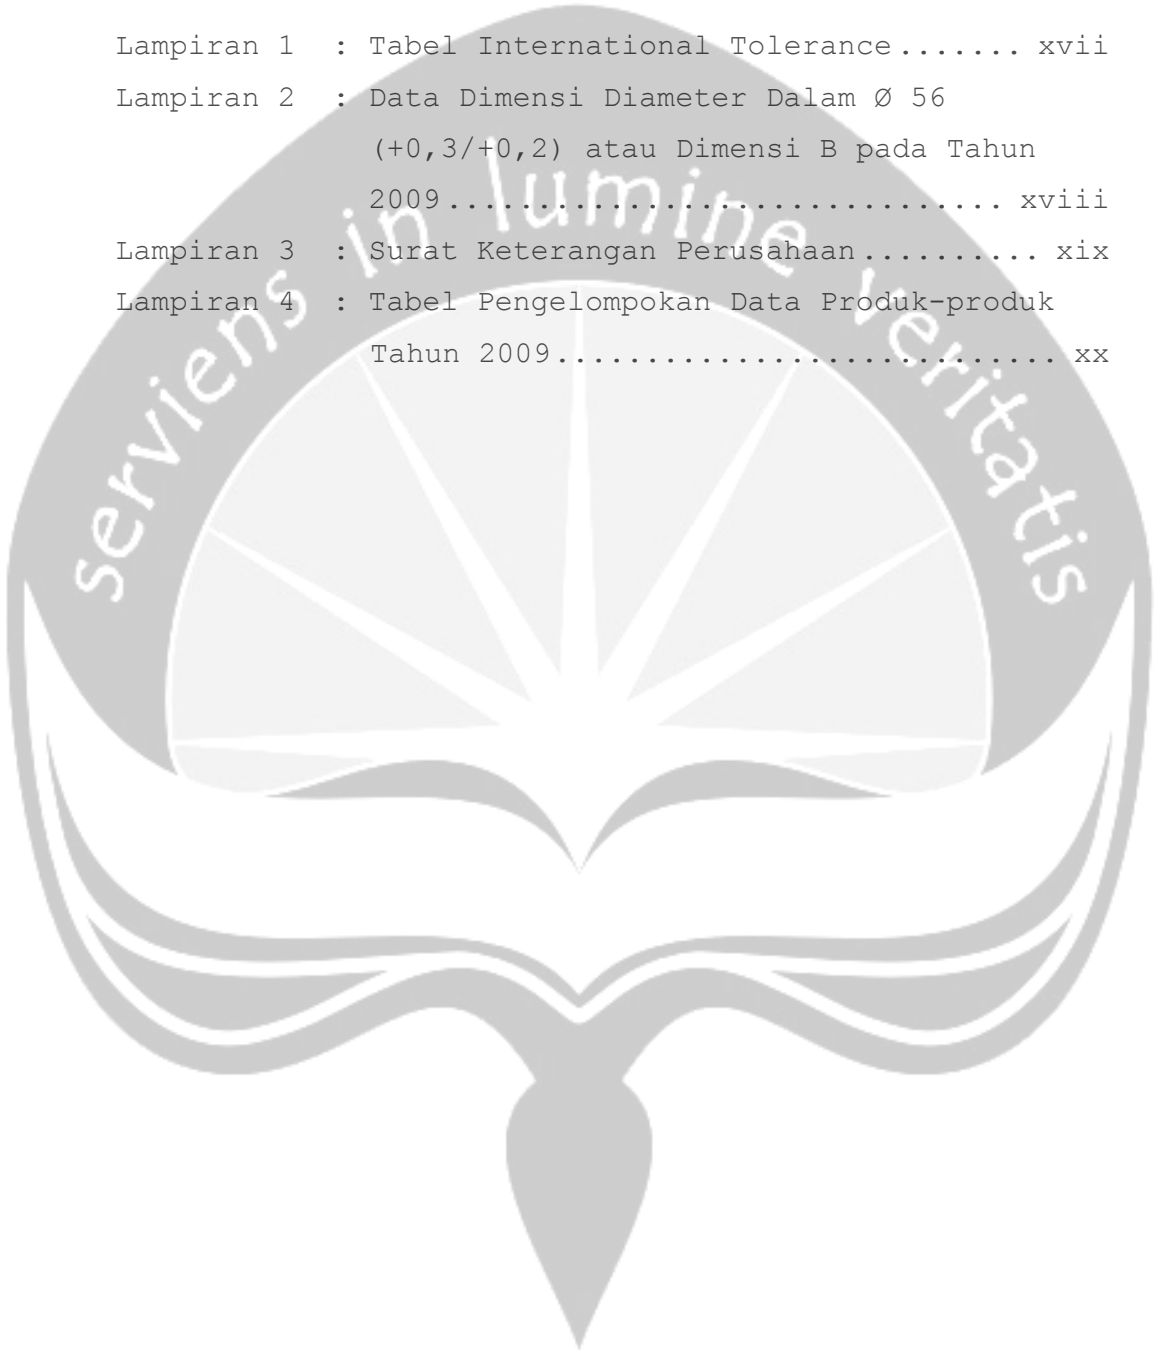 Lampiran 1 : Tabel International Tolerance....... xvii
Lampiran 2 : Data Dimensi Diameter Dalam Ø 56
(+0,3/+0,2) atau Dimensi B pada Tahun
2009................................ xviii
Lampiran 3 : Surat Keterangan Perusahaan.......... xix
Lampiran 4 : Tabel Pengelompokan Data Produk-produk
Tahun 2009............................. xx
serviens in lumine veritatis